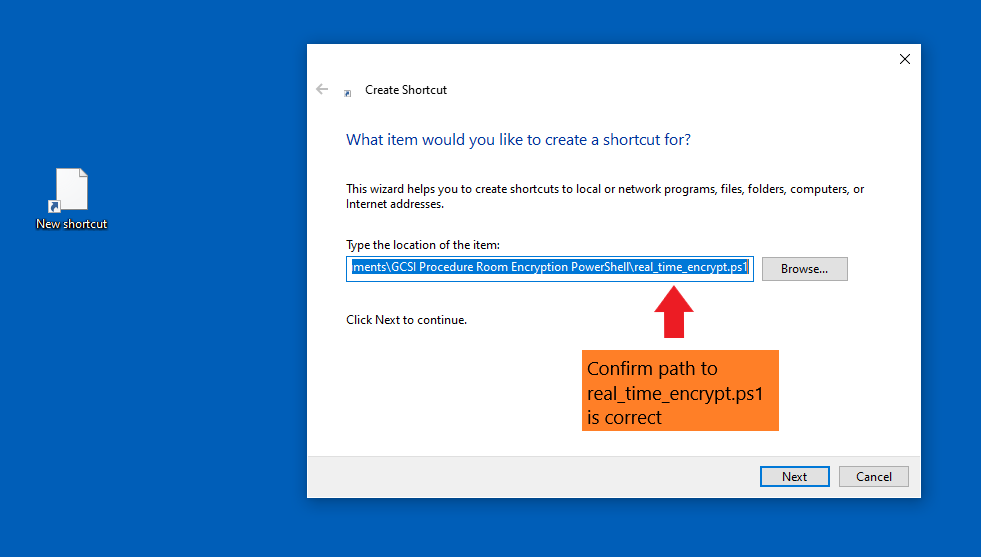 Create Shortcut
What item would you like to create a shortcut for?
This wizard helps you to create shortcuts to local or network programs, files, folders, computers, or
Internet addresses.
New shortcut
Type the location of the item:
ments\GCSI Procedure Room Encryption PowerShell\real_time_encrypt.ps1
Browse...
Click Next to continue.
Confirm path to
real_time_encrypt.ps1
is correct
Next
Cancel